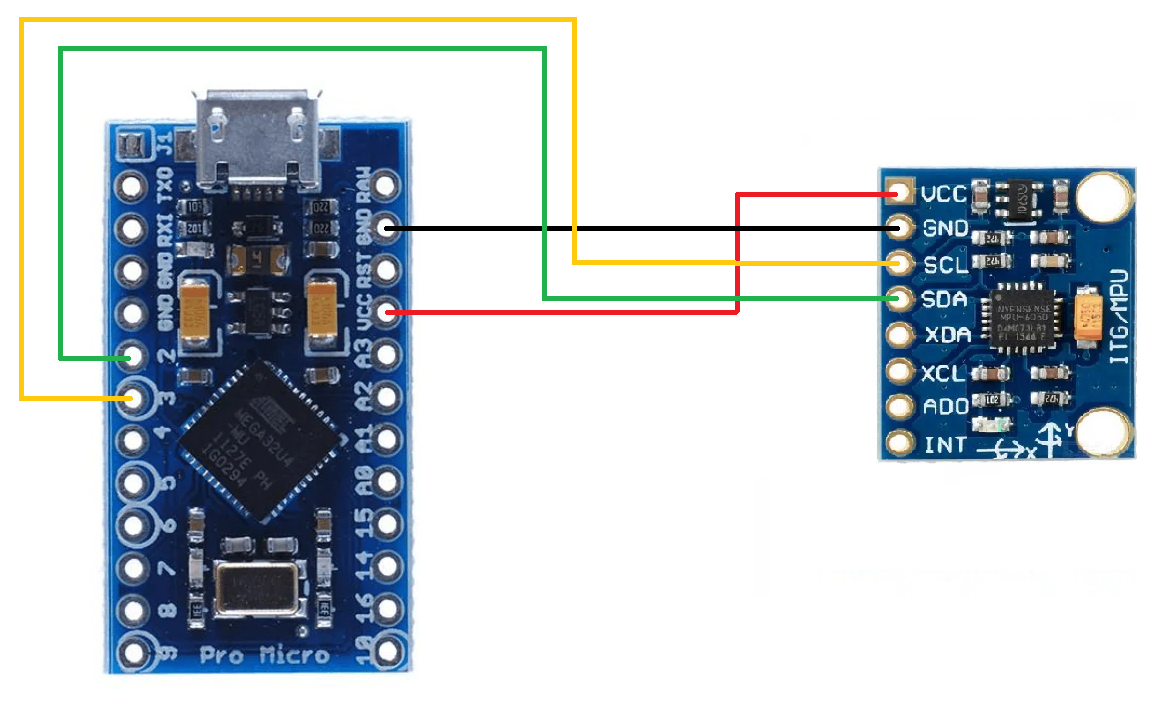 J1
TXO
RXI
GND
GND
2
3
4
5
6
7
8
9
RAW
GND
RST
VCC
A3
A2
A1
A0
15
14
16
10
MEGA32U4
-MU
1127E PH
1G0294
Pro Micro
VCC
GND
SCL
SDA
XDA
XCL
ADO
INT
ITG/MPU
MPU-6050
Y
X